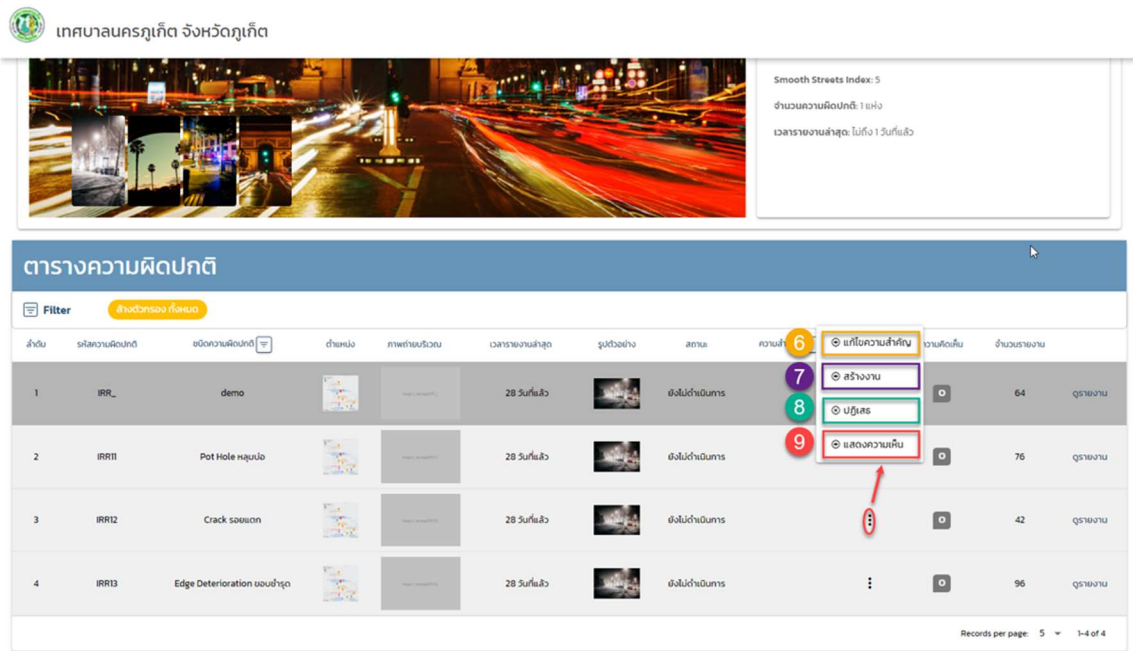 เทศบาลนครภูเก็ต จังหวัดภูเก็ต
Smooth Streets Index: 5
จำนวนความผิดปกติ: 1 แห่ง
เวลารายงานล่าสุด: ไม่ถึง 1 วันที่แล้ว
ตารางความผิดปกติ
Filter ล้างตัวกรอง ทั้งหมด
ลำดับ รหัสความผิดปกติ ชนิดความผิดปกติ ตำแหน่ง ภาพถ่ายบริเวณ เวลารายงานล่าสุด รูปตัวอย่าง สถานะ จำนวนรายงาน
6 แก้ไขความสำคัญ
7 สร้างงาน
8 ปฏิเสธ
9 แสดงความเห็น
1 IRR_ demo 28 วันที่แล้ว ยังไม่ดำเนินการ 0 64 ดูรายงาน
2 IRR11 Pot Hole หลุมบ่อ 28 วันที่แล้ว ยังไม่ดำเนินการ 0 76 ดูรายงาน
3 IRR12 Crack รอยแตก 28 วันที่แล้ว ยังไม่ดำเนินการ 0 42 ดูรายงาน
4 IRR13 Edge Deterioration ขอบชำรุด 28 วันที่แล้ว ยังไม่ดำเนินการ 0 96 ดูรายงาน
Records per page: 5 1-4 of 4